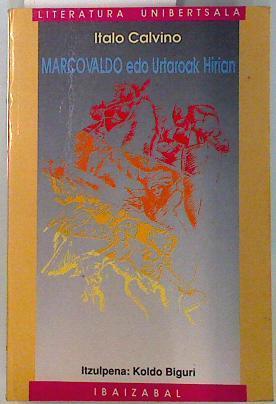 LITERATURA UNIBERTSALA
Italo Calvino
MARCOVALDO edo Urtaroak Hirian
Itzulpena: Koldo Biguri
IBAIZABAL